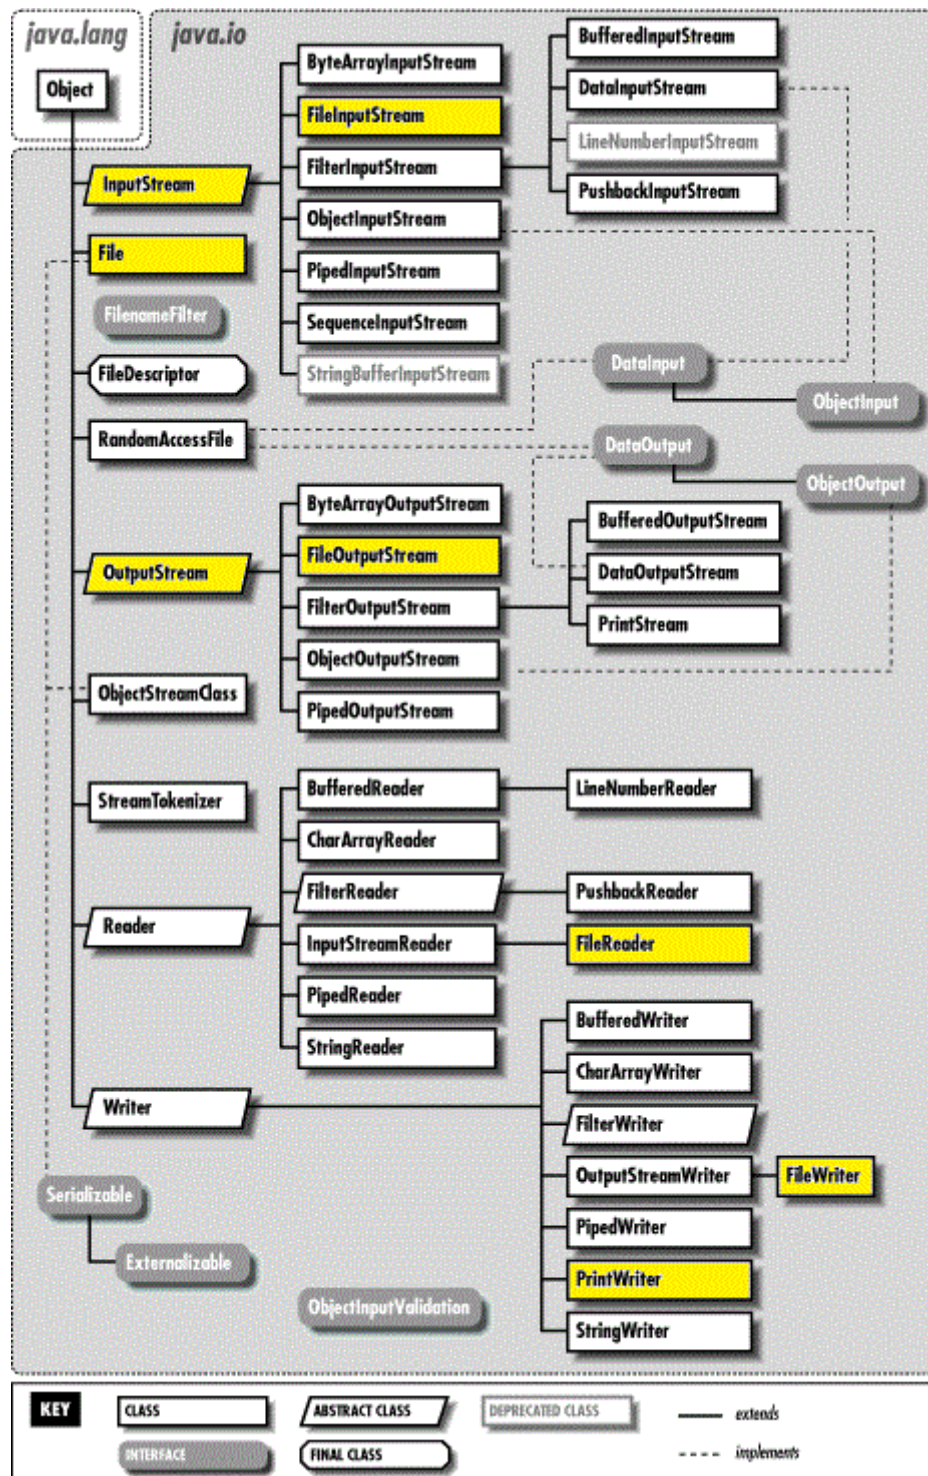 java.lang
java.io
Object
InputStream
File
FilenameFilter
FileDescriptor
RandomAccessFile
OutputStream
ObjectStreamClass
StreamTokenizer
Reader
Writer
Serializable
Externalizable
ByteArrayInputStream
FileInputStream
FilterInputStream
ObjectInputStream
PipedInputStream
SequenceInputStream
StringBufferInputStream
BufferedInputStream
DataInputStream
LineNumberInputStream
PushbackInputStream
DataInput
ObjectInput
DataOutput
ObjectOutput
ByteArrayOutputStream
FileOutputStream
FilterOutputStream
ObjectOutputStream
PipedOutputStream
BufferedOutputStream
DataOutputStream
PrintStream
BufferedReader
CharArrayReader
FilterReader
InputStreamReader
PipedReader
StringReader
LineNumberReader
PushbackReader
FileReader
BufferedWriter
CharArrayWriter
FilterWriter
OutputStreamWriter
FileWriter
PipedWriter
PrintWriter
StringWriter
ObjectInputValidation
KEY
CLASS
ABSTRACT CLASS
DEPRECATED CLASS
extends
INTERFACE
FINAL CLASS
implements